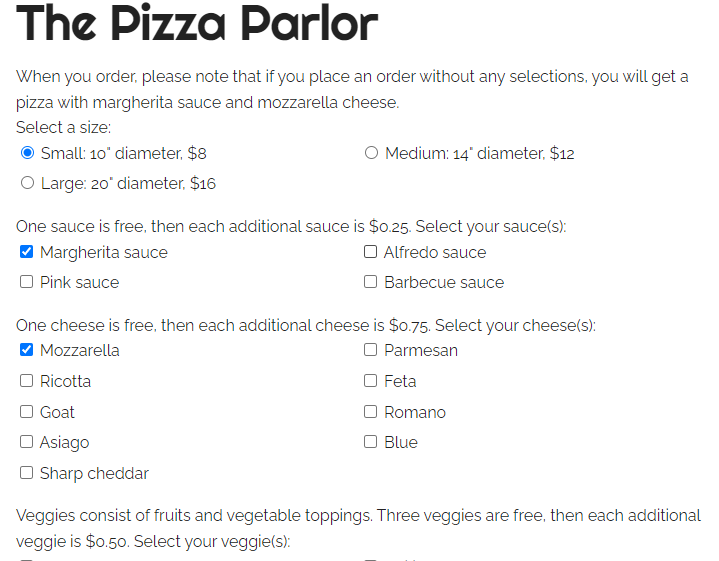 The Pizza Parlor
When you order, please note that if you place an order without any selections, you will get a
pizza with margherita sauce and mozzarella cheese.
Select a size:
Small: 10" diameter, $8
Medium: 14" diameter, $12
Large: 20" diameter, $16
One sauce is free, then each additional sauce is $0.25. Select your sauce(s):
Margherita sauce
Alfredo sauce
Pink sauce
Barbecue sauce
One cheese is free, then each additional cheese is $0.75. Select your cheese(s):
Mozzarella
Parmesan
Ricotta
Feta
Goat
Romano
Asiago
Blue
Sharp cheddar
Veggies consist of fruits and vegetable toppings. Three veggies are free, then each additional
veggie is $0.50. Select your veggie(s):